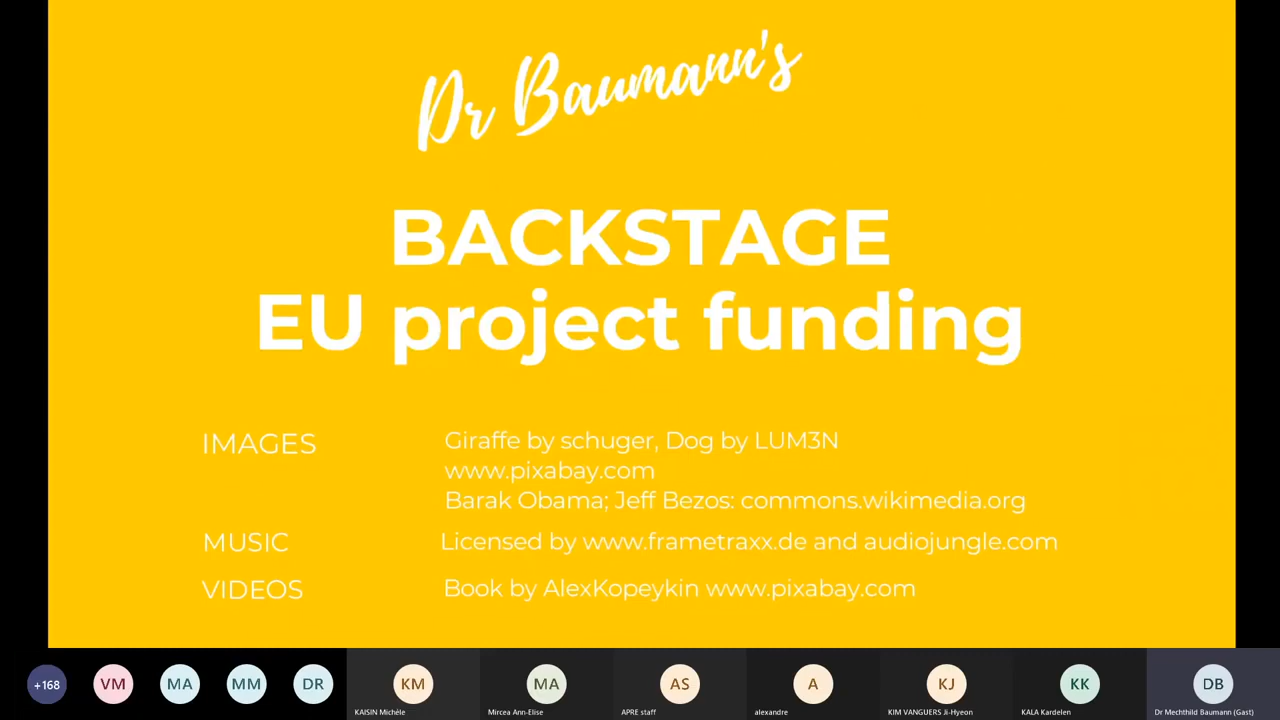 Dr Baumann's
BACKSTAGE
EU project funding
IMAGES
Giraffe by schuger, Dog by LUM3N
www.pixabay.com
Barak Obama; Jeff Bezos: commons.wikimedia.org
MUSIC
Licensed by www.frametraxx.de and audiojungle.com
VIDEOS
Book by AlexKopeykin www.pixabay.com
+168
VM
MA
MM
DR
KM
KAISIN Michèle
MA
Mircea Ann-Elise
AS
APRE staff
A
alexandre
KJ
KIM VANGUERS Ji-Hyeon
KK
KALA Kardelen
DB
Dr Mechthild Baumann (Gast)